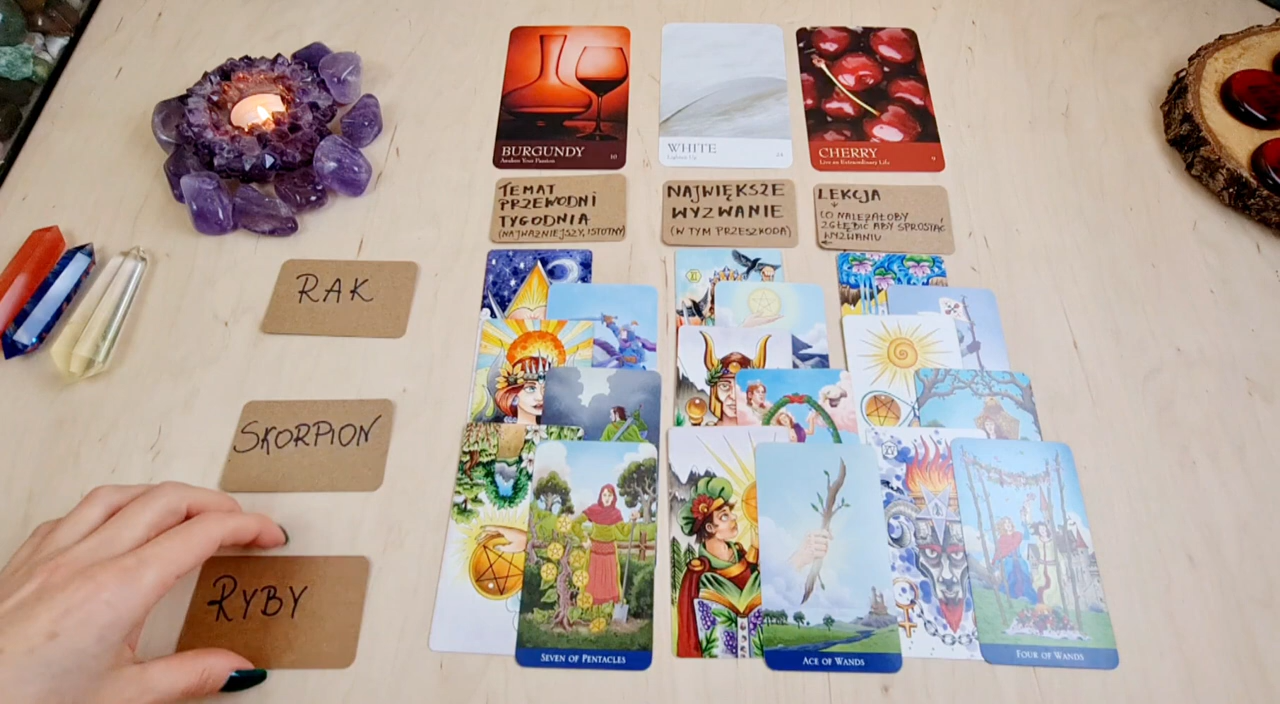 BURGUNDY
Awaken Your Passion
10
WHITE
Lighten Up
CHERRY
Live an Extraordinary Life
9
TEMAT
PRZEWODNI
TYGODNIA
(NAJWAŻNIEJSZY, ISTOTNY)
NAJWIĘKSZE
WYZWANIE
(W TYM PRZESZKODA)
LEKCJA
CO NALEŻAŁOBY
ZGŁĘBIĆ ABY SPROSTAĆ
WYZWANIU
RAK
SKORPION
RYBY
SEVEN OF PENTACLES
ACE OF WANDS
FOUR OF WANDS